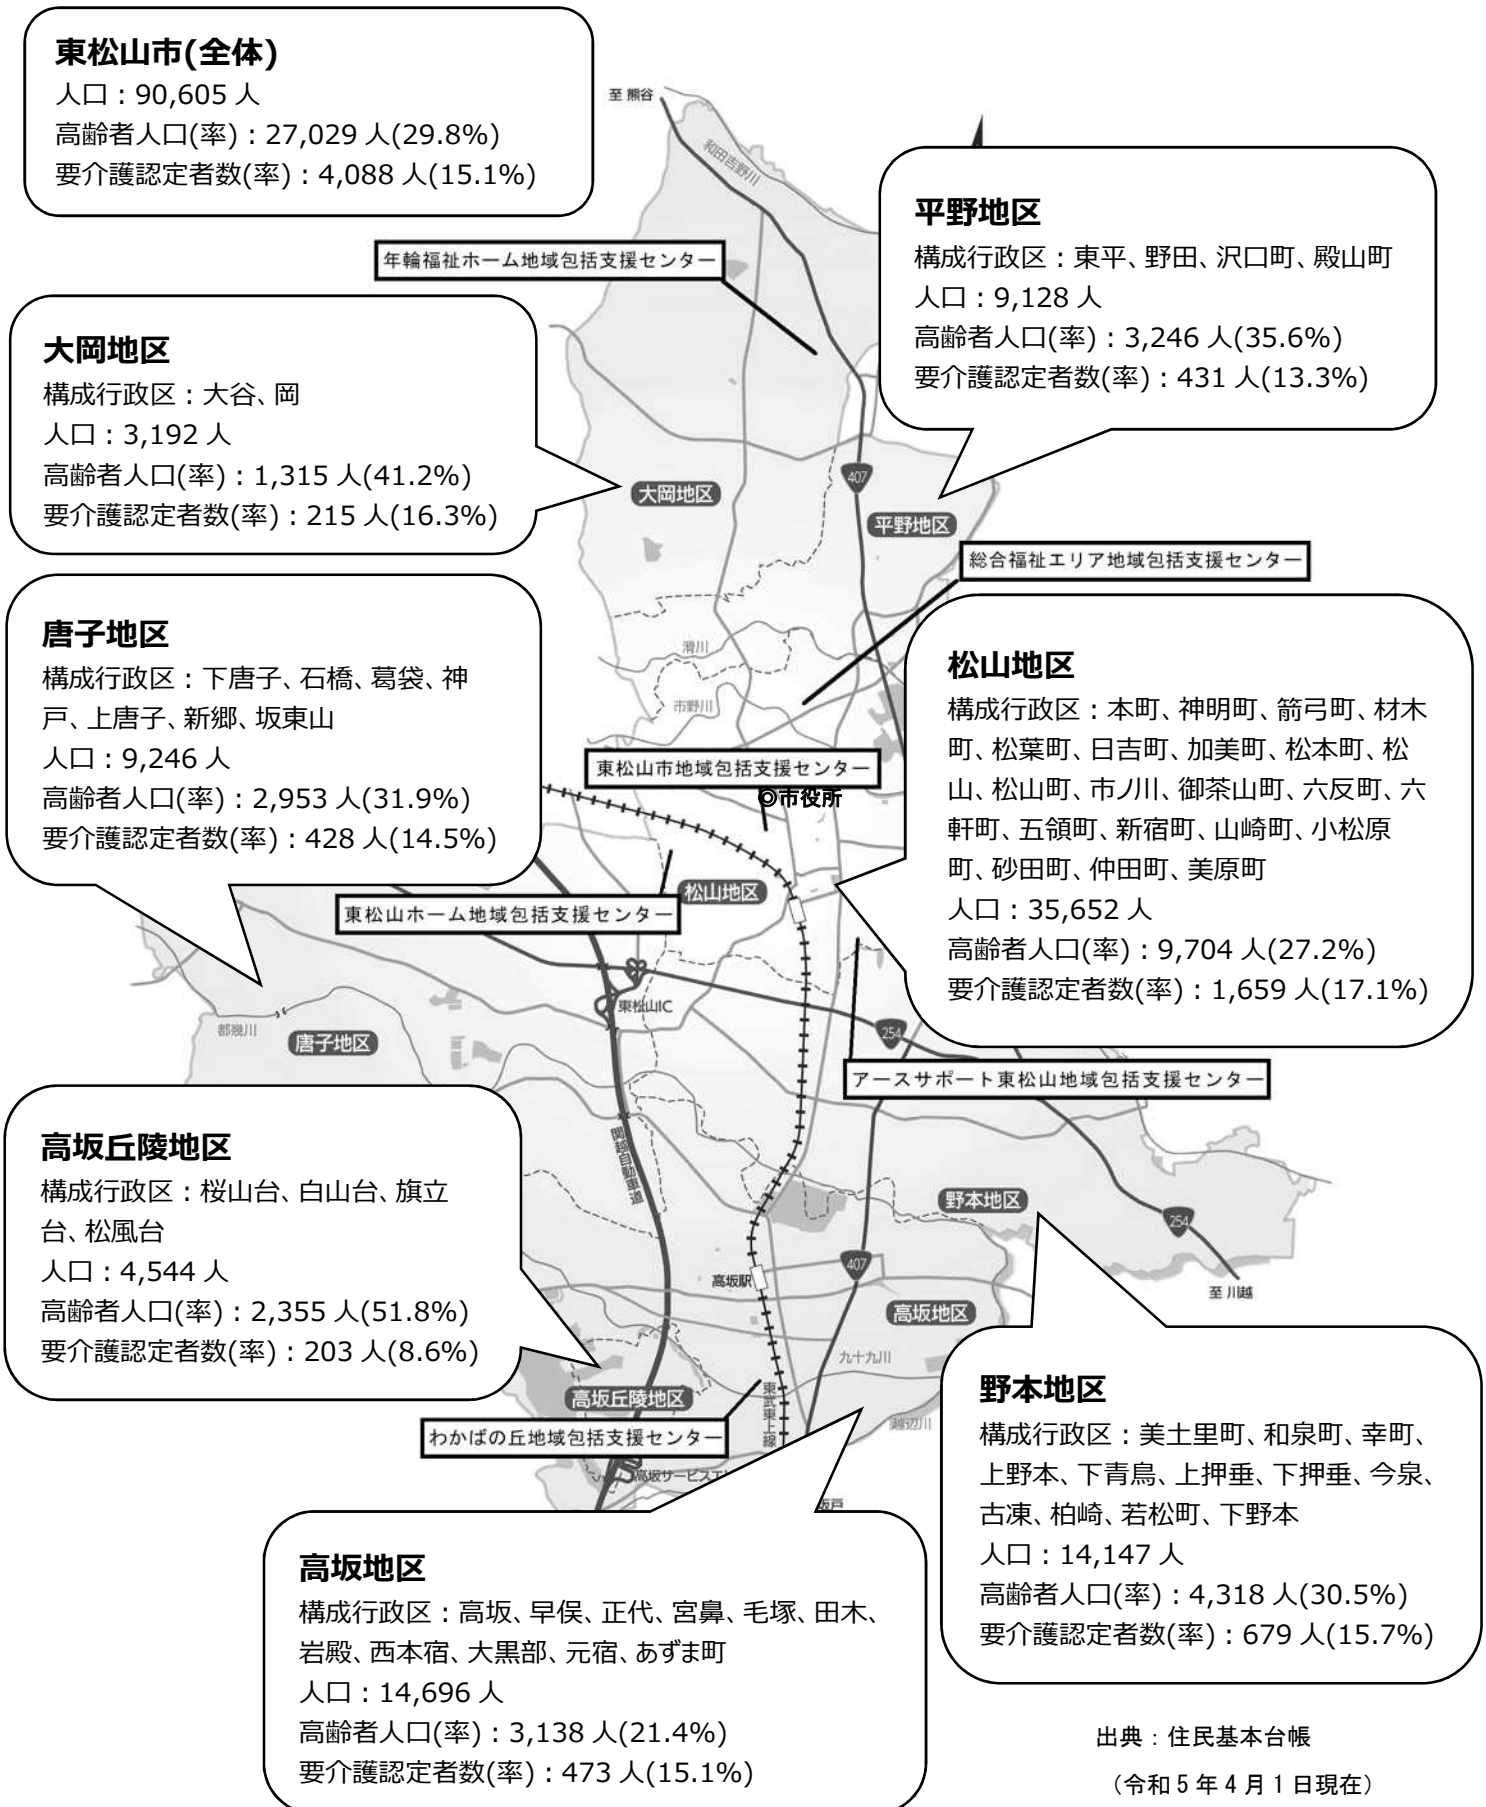 東松山市(全体)
人口：90,605 人
高齢者人口(率)：27,029 人(29.8%)
要介護認定者数(率)：4,088 人(15.1%)
至 熊谷
和田吉野川
平野地区
構成行政区：東平、野田、沢口町、殿山町
人口：9,128 人
高齢者人口(率)：3,246 人(35.6%)
要介護認定者数(率)：431 人(13.3%)
年輪福祉ホーム地域包括支援センター
大岡地区
構成行政区：大谷、岡
人口：3,192 人
高齢者人口(率)：1,315 人(41.2%)
要介護認定者数(率)：215 人(16.3%)
大岡地区
407
平野地区
総合福祉エリア地域包括支援センター
唐子地区
構成行政区：下唐子、石橋、葛袋、神
戸、上唐子、新郷、坂東山
人口：9,246 人
高齢者人口(率)：2,953 人(31.9%)
要介護認定者数(率)：428 人(14.5%)
滑川
市野川
松山地区
構成行政区：本町、神明町、箭弓町、材木
町、松葉町、日吉町、加美町、松本町、松
山、松山町、市ノ川、御茶山町、六反町、六
軒町、五領町、新宿町、山崎町、小松原
町、砂田町、仲田町、美原町
人口：35,652 人
高齢者人口(率)：9,704 人(27.2%)
要介護認定者数(率)：1,659 人(17.1%)
東松山市地域包括支援センター
◎市役所
松山地区
東松山ホーム地域包括支援センター
東松山IC
都幾川
唐子地区
254
アースサポート東松山地域包括支援センター
関越自動車道
高坂丘陵地区
構成行政区：桜山台、白山台、旗立
台、松風台
人口：4,544 人
高齢者人口(率)：2,355 人(51.8%)
要介護認定者数(率)：203 人(8.6%)
野本地区
254
407
高坂駅
至 川越
高坂地区
九十九川
高坂丘陵地区
東武東上線
越辺川
わかばの丘地域包括支援センター
高坂サービスエ
坂戸
野本地区
構成行政区：美土里町、和泉町、幸町、
上野本、下青鳥、上押垂、下押垂、今泉、
古凍、柏崎、若松町、下野本
人口：14,147 人
高齢者人口(率)：4,318 人(30.5%)
要介護認定者数(率)：679 人(15.7%)
高坂地区
構成行政区：高坂、早俣、正代、宮鼻、毛塚、田木、
岩殿、西本宿、大黒部、元宿、あずま町
人口：14,696 人
高齢者人口(率)：3,138 人(21.4%)
要介護認定者数(率)：473 人(15.1%)
出典：住民基本台帳
（令和 5 年 4 月 1 日現在）